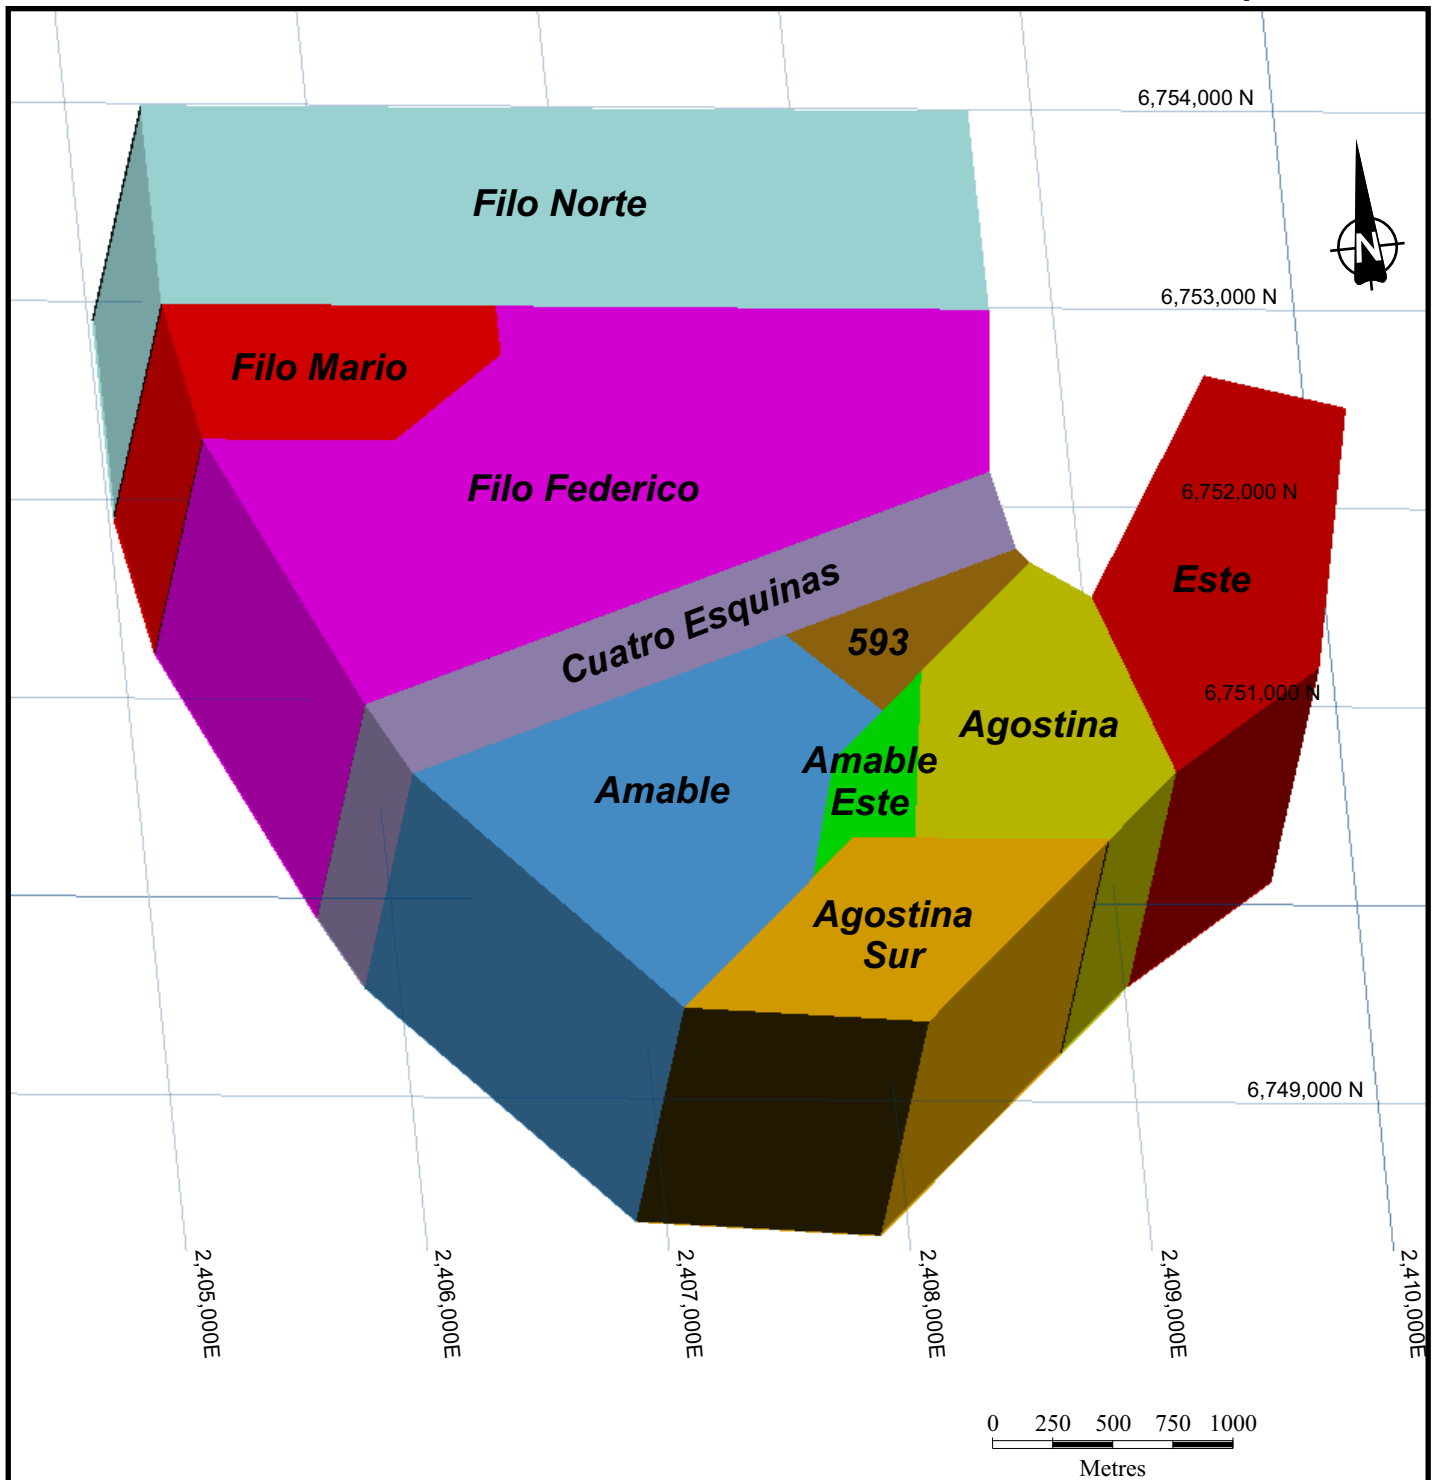 6,754,000 N
Filo Norte
N
6,753,000 N
Filo Mario
Filo Federico
6,752,000 N
Este
Cuatro Esquinas
593
6,751,000 N
Agostina
Amable
Este
Amable
Agostina
Sur
6,749,000 N
2,405,000E
2,406,000E
2,407,000E
2,408,000E
2,409,000E
2,410,000E
0 250 500 750 1000
Metres